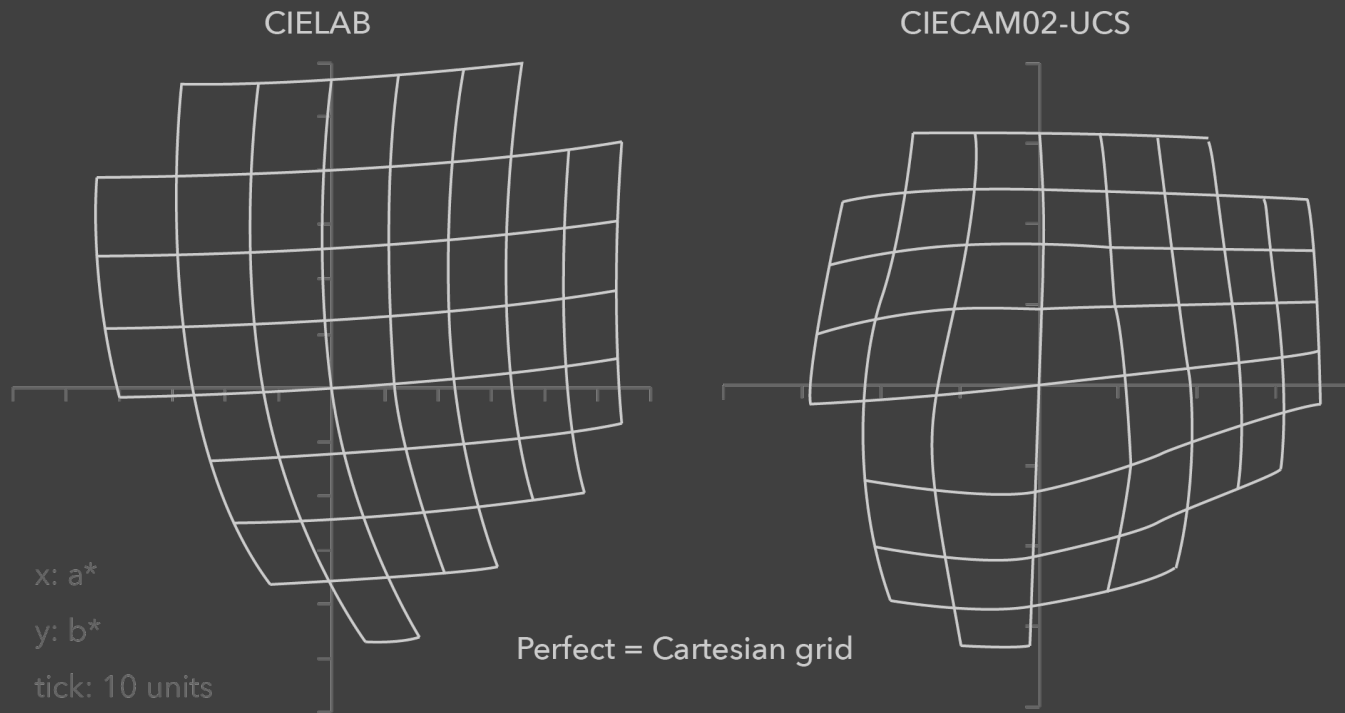 CIELAB
CIECAM02-UCS
x: a*
y: b*
Perfect = Cartesian grid
tick: 10 units